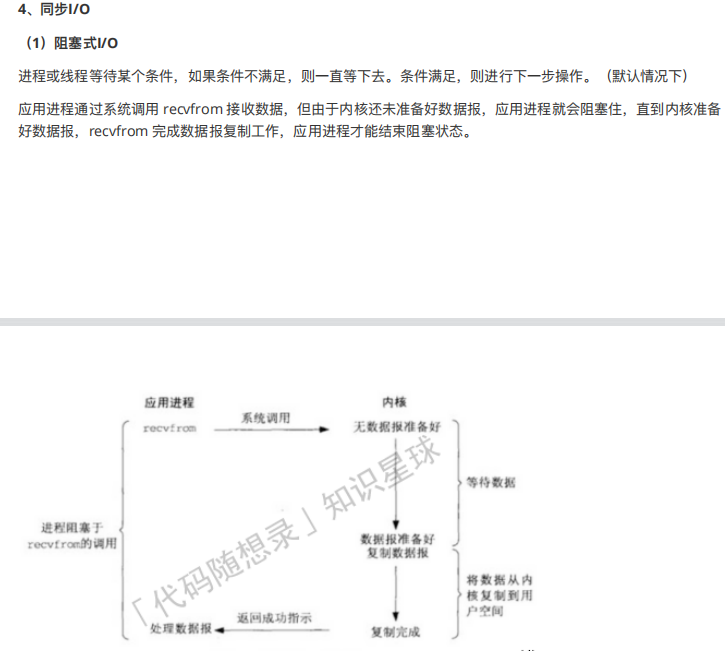 4、同步I/O
（1）阻塞式I/O
进程或线程等待某个条件，如果条件不满足，则一直等下去。条件满足，则进行下一步操作。（默认情况下）
应用进程通过系统调用 recvfrom 接收数据，但由于内核还未准备好数据报，应用进程就会阻塞住，直到内核准备
好数据报，recvfrom 完成数据报复制工作，应用进程才能结束阻塞状态。
应用进程
内核
recvfrom
系统调用
无数据报准备好
等待数据
进程阻塞于
recvfrom的调用
数据报准备好
复制数据报
将数据从内
核复制到用
户空间
处理数据报
返回成功指示
复制完成
「代码随想录」知识星球